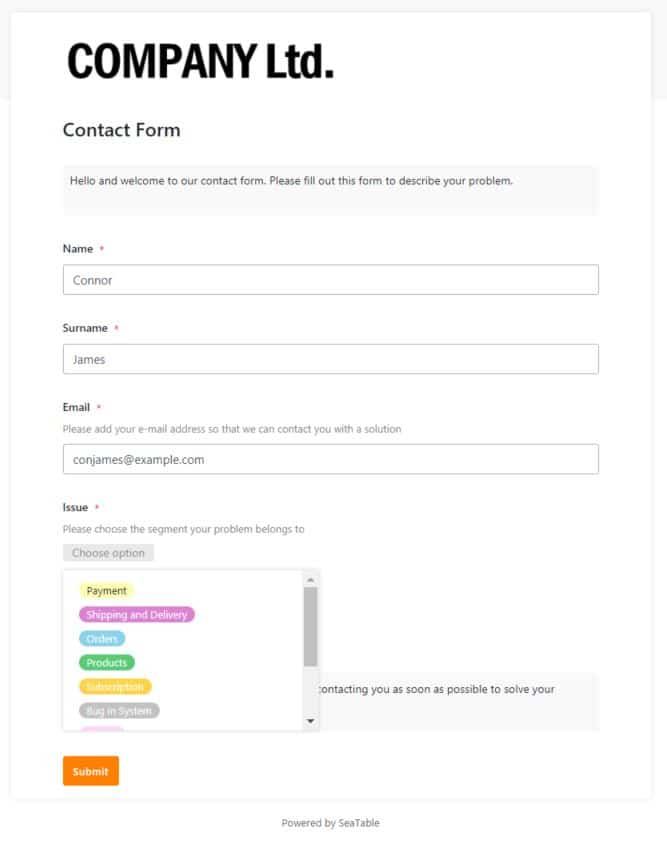 COMPANY Ltd.
Contact Form
Hello and welcome to our contact form. Please fill out this form to describe your problem.
Name *
Connor
Surname *
James
Email *
Please add your e-mail address so that we can contact you with a solution
conjames@example.com
Issue *
Please choose the segment your problem belongs to
Choose option
Payment
Shipping and Delivery
Orders
Products
Subscription
Bug in System
contacting you as soon as possible to solve your
Submit
Powered by SeaTable